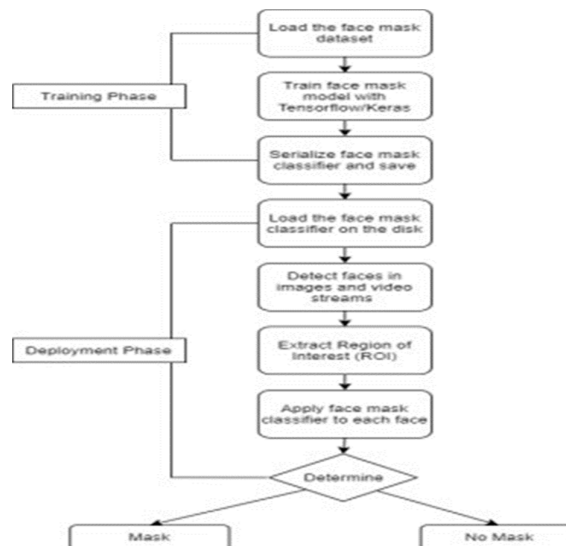 Load the face mask
dataset
Training Phase
Train face mask
model with
Tensorflow/Keras
Serialize face mask
classifier and save
Load the face mask
classifier on the disk
Detect faces in
images and video
streams
Deployment Phase
Extract Region of
Interest (ROI)
Apply face mask
classifier to each face
Determine
Mask
No Mask